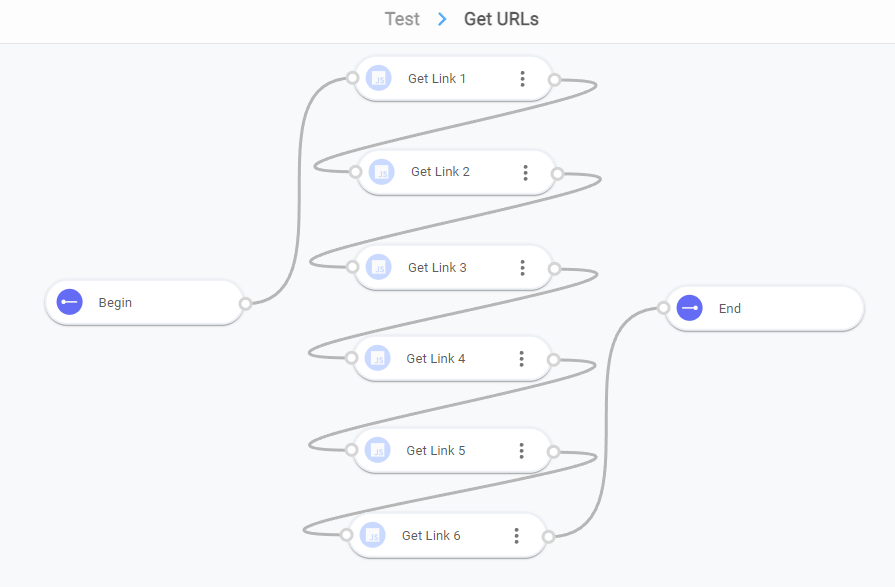 Test > Get URLs
JS Get Link 1
JS Get Link 2
JS Get Link 3
Begin
End
JS Get Link 4
JS Get Link 5
JS Get Link 6